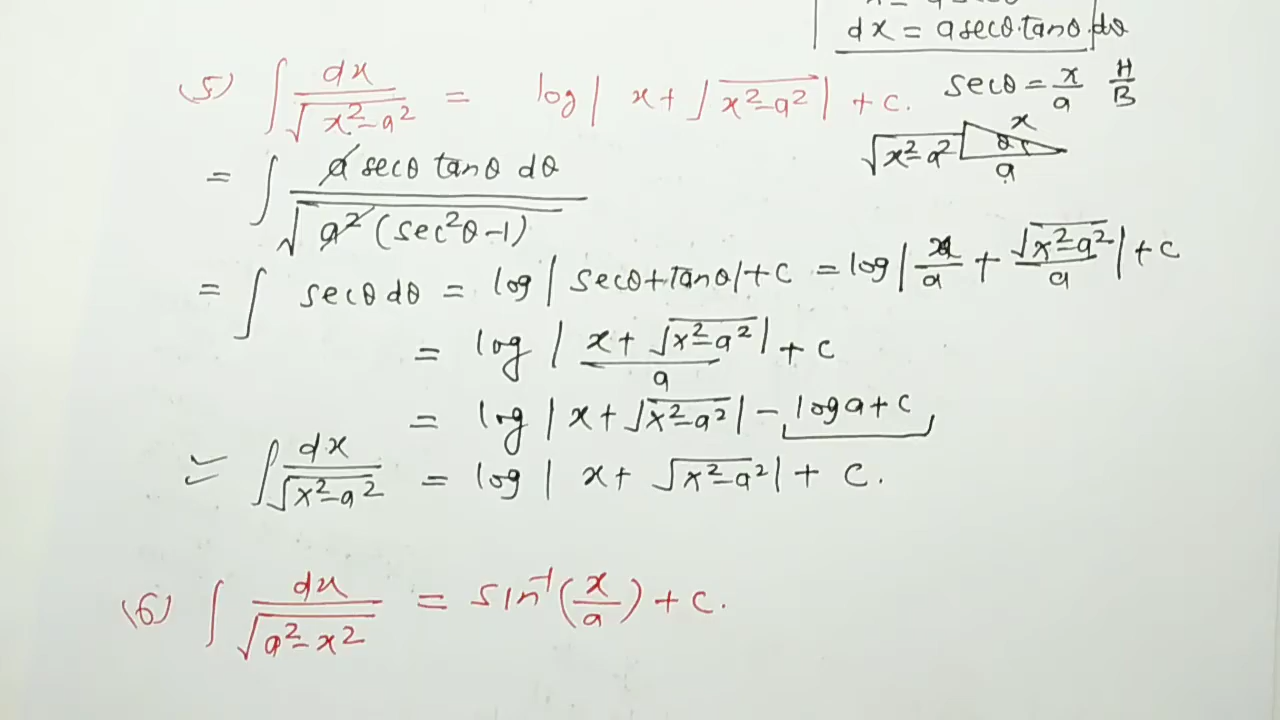 dx = a secθ·tanθ·dθ
(5) ∫ dx/√(x²-a²) = log| x + √(x²-a²) | + c.
secθ = x/a H/B
√(x²-a²) x θ a
= ∫ a secθ tanθ dθ / √(a²(sec²θ-1))
= ∫ secθ dθ = log| secθ + tanθ | + c = log| x/a + √(x²-a²)/a | + c
= log| (x + √(x²-a²))/a | + c
= log| x + √(x²-a²) | - log a + c
∫ dx/√(x²-a²) = log| x + √(x²-a²) | + c.
(6) ∫ dx/√(a²-x²) = sin⁻¹(x/a) + c.